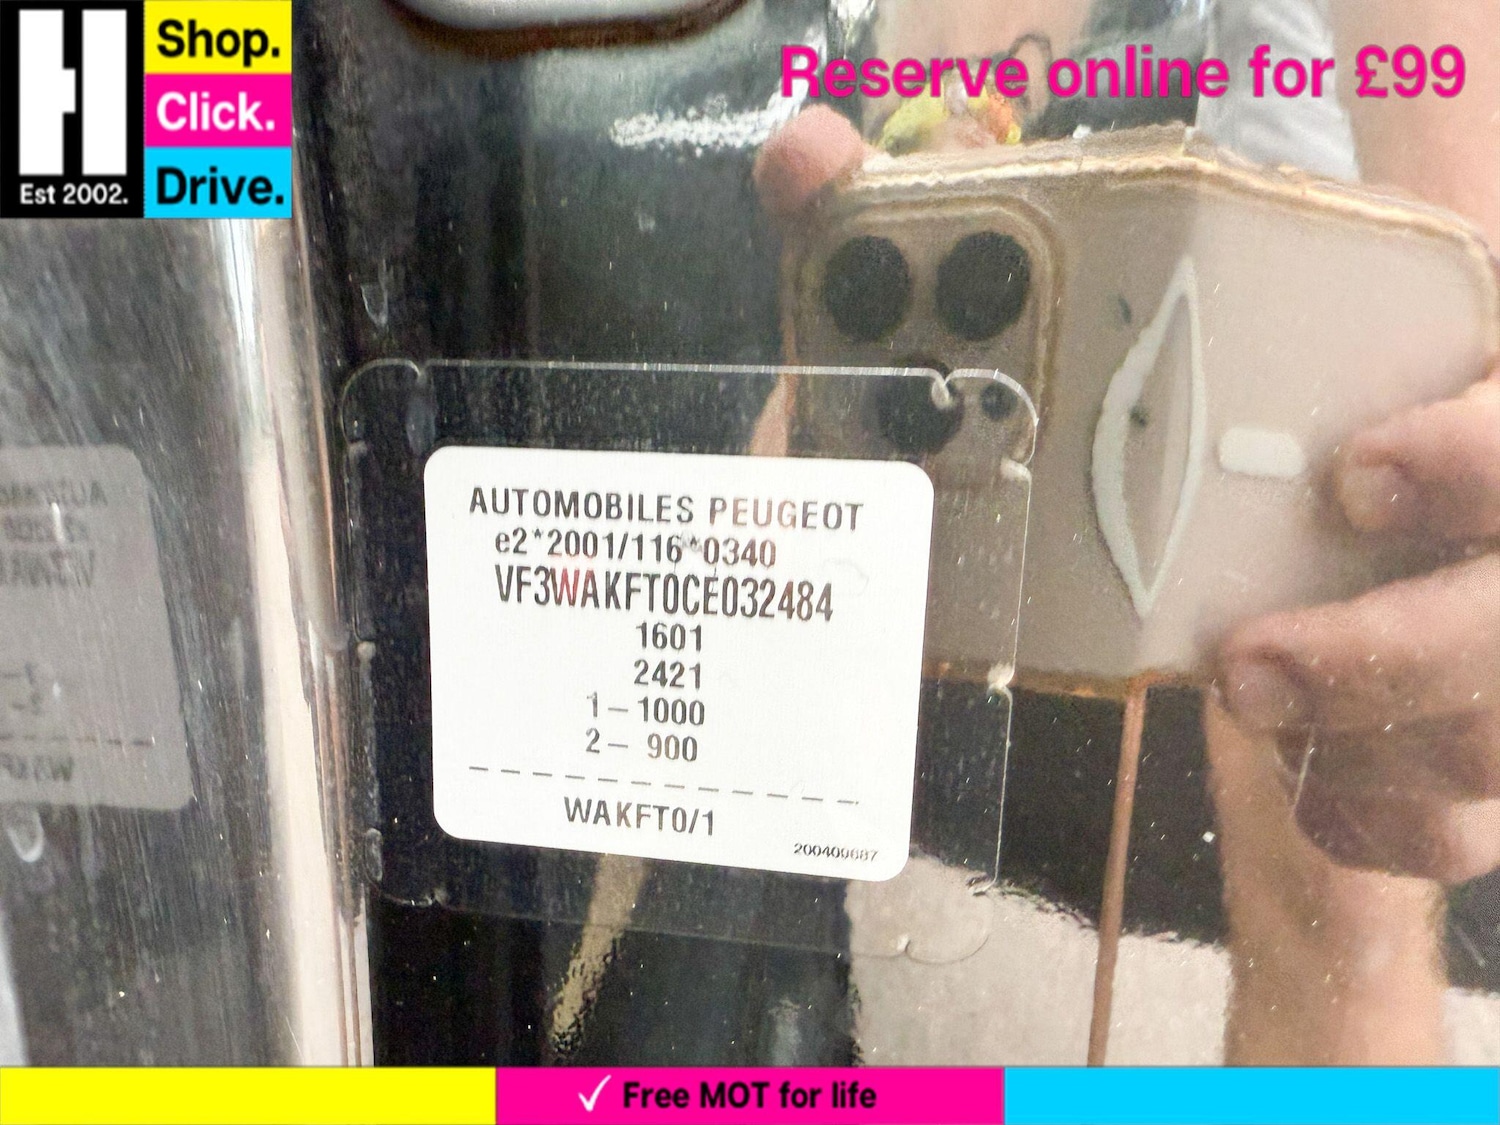 Shop.
Click.
Drive.
Est 2002.
Reserve online for £99
AUTOMOBILES PEUGEOT
e2*2001/116*0340
VF3WAKFT0CE032484
1601
2421
1 – 1000
2 – 900
WAKFT0/1
✓ Free MOT for life